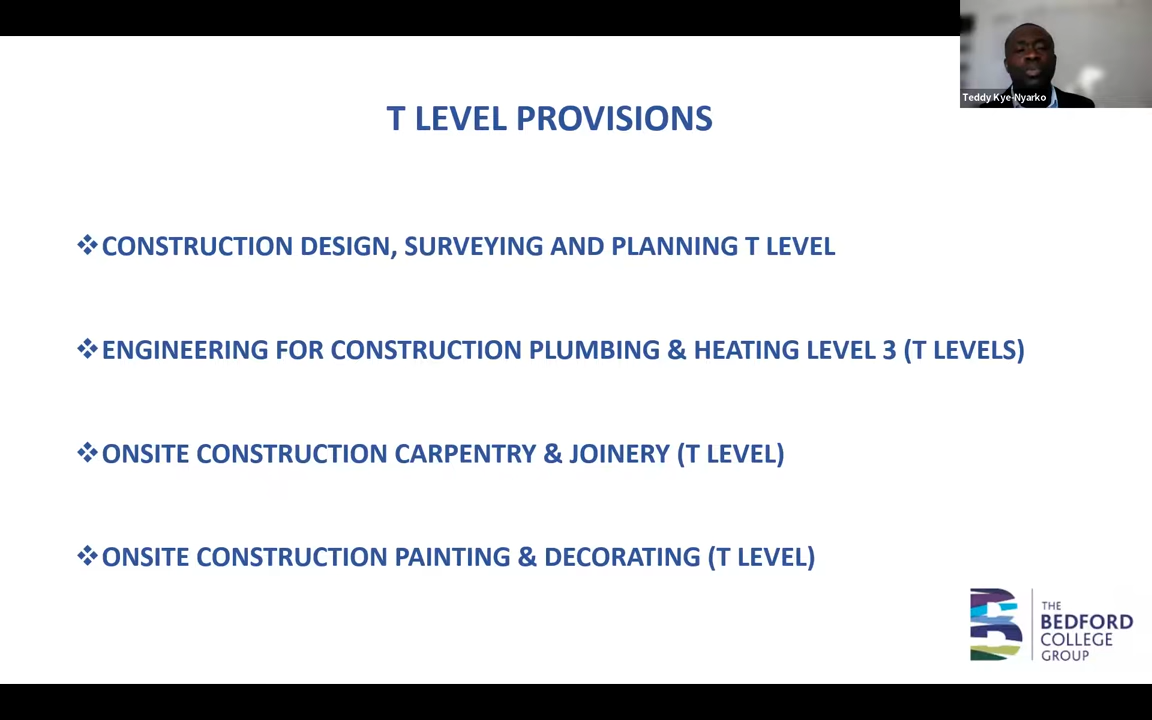 Teddy Kye-Nyarko
T LEVEL PROVISIONS
❖CONSTRUCTION DESIGN, SURVEYING AND PLANNING T LEVEL
❖ENGINEERING FOR CONSTRUCTION PLUMBING & HEATING LEVEL 3 (T LEVELS)
❖ONSITE CONSTRUCTION CARPENTRY & JOINERY (T LEVEL)
❖ONSITE CONSTRUCTION PAINTING & DECORATING (T LEVEL)
THE
BEDFORD
COLLEGE
GROUP